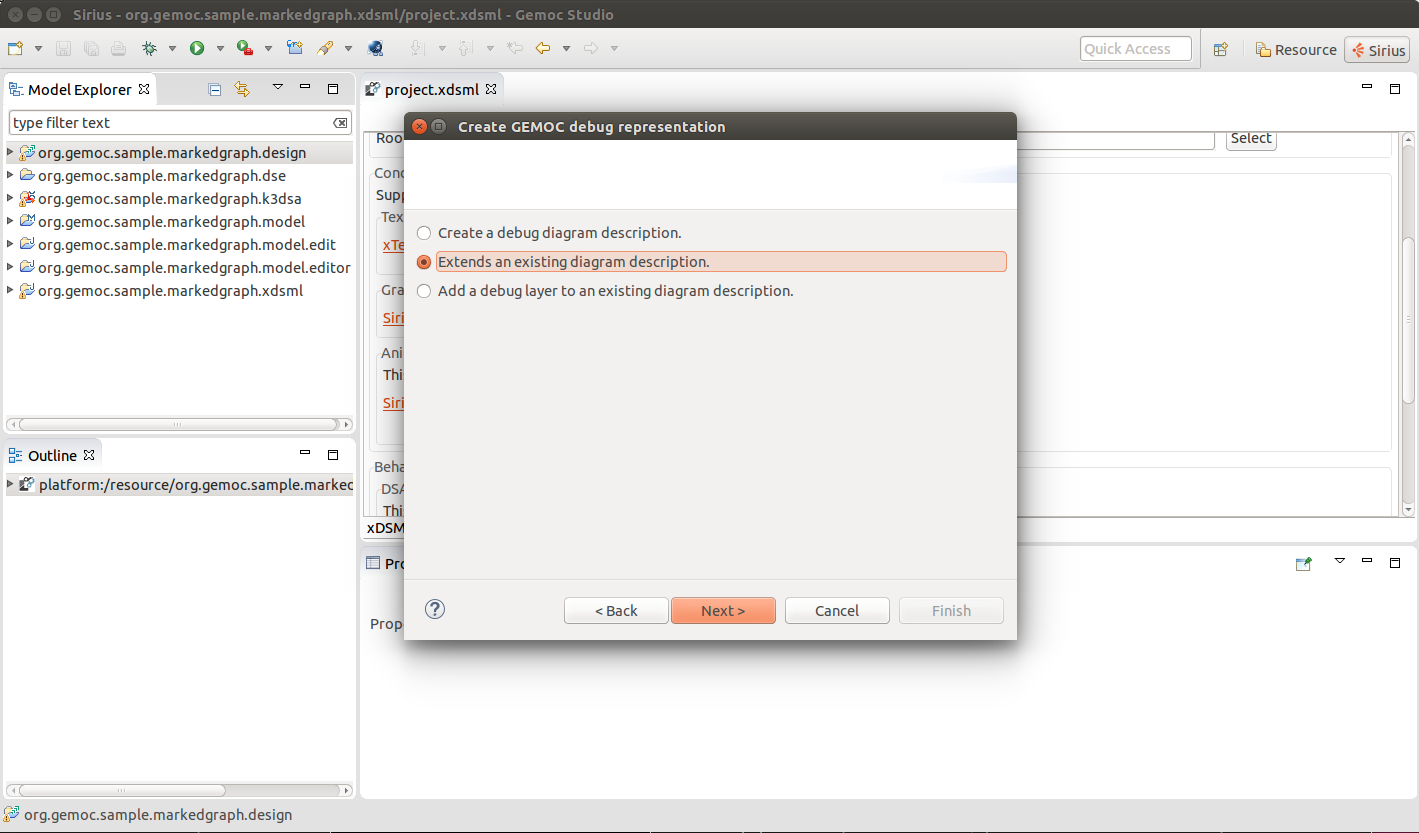 Sirius - org.gemoc.sample.markedgraph.xdsml/project.xdsml - Gemoc Studio
Quick Access
Resource
Sirius
Model Explorer
type filter text
org.gemoc.sample.markedgraph.design
org.gemoc.sample.markedgraph.dse
org.gemoc.sample.markedgraph.k3dsa
org.gemoc.sample.markedgraph.model
org.gemoc.sample.markedgraph.model.edit
org.gemoc.sample.markedgraph.model.editor
org.gemoc.sample.markedgraph.xdsml
Outline
platform:/resource/org.gemoc.sample.marked
project.xdsml
Roo
Select
Conc
Supp
Tex
xTe
Gra
Siri
Ani
Thi
Siri
Beha
DSA
Thi
xDSM
Pro
Prop
Create GEMOC debug representation
Create a debug diagram description.
Extends an existing diagram description.
Add a debug layer to an existing diagram description.
?
< Back
Next >
Cancel
Finish
org.gemoc.sample.markedgraph.design